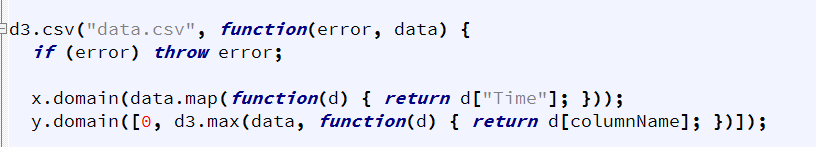 d3.csv("data.csv", function(error, data) {
if (error) throw error;
x.domain(data.map(function(d) { return d["Time"]; }));
y.domain([0, d3.max(data, function(d) { return d[columnName]; })]);